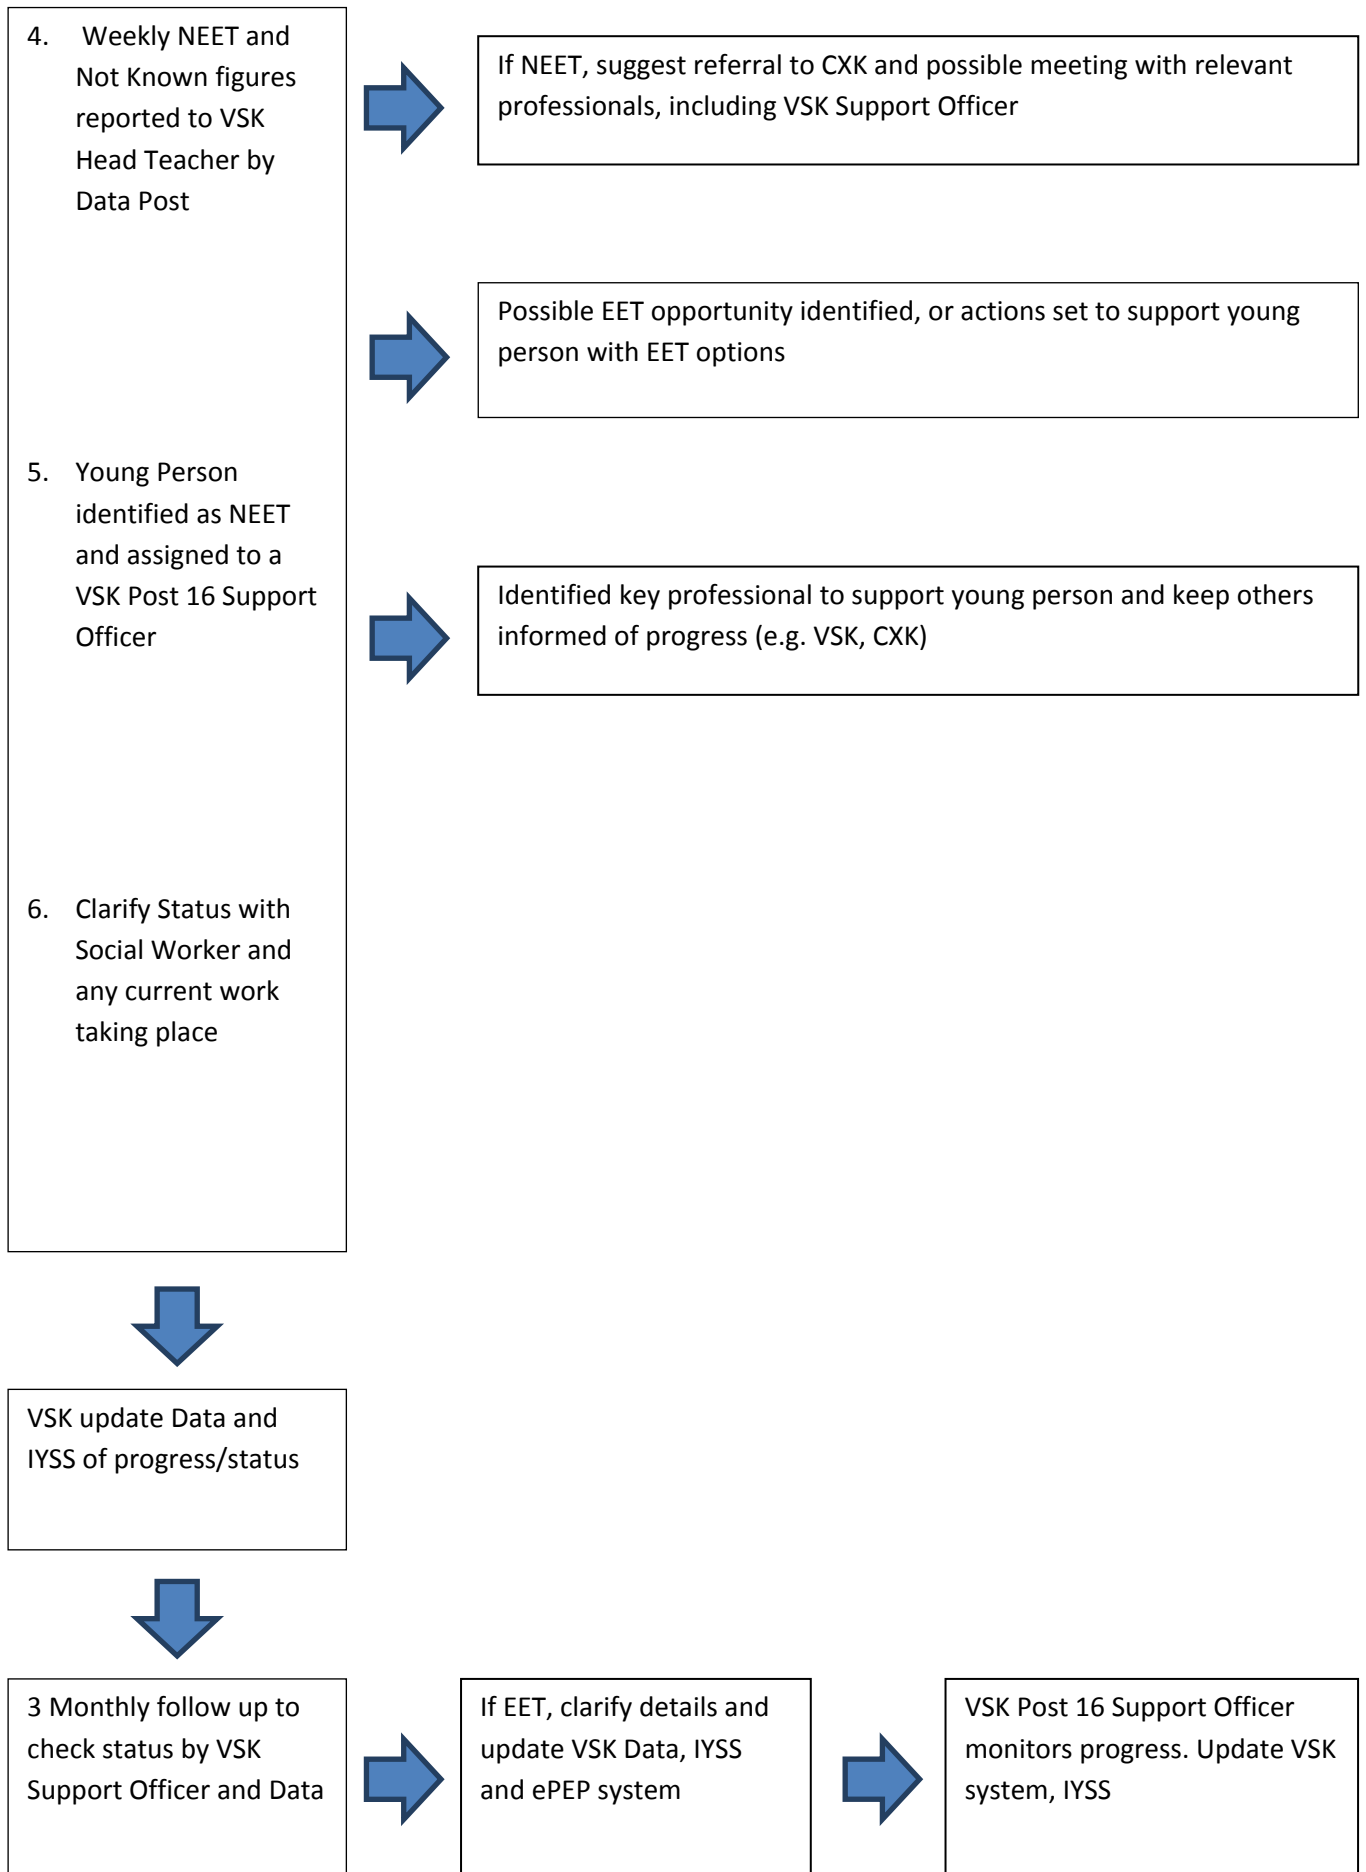 4. Weekly NEET and
Not Known figures
reported to VSK
Head Teacher by
Data Post
If NEET, suggest referral to CXK and possible meeting with relevant
professionals, including VSK Support Officer
Possible EET opportunity identified, or actions set to support young
person with EET options
5. Young Person
identified as NEET
and assigned to a
VSK Post 16 Support
Officer
Identified key professional to support young person and keep others
informed of progress (e.g. VSK, CXK)
6. Clarify Status with
Social Worker and
any current work
taking place
VSK update Data and
IYSS of progress/status
3 Monthly follow up to
check status by VSK
Support Officer and Data
If EET, clarify details and
update VSK Data, IYSS
and ePEP system
VSK Post 16 Support Officer
monitors progress. Update VSK
system, IYSS